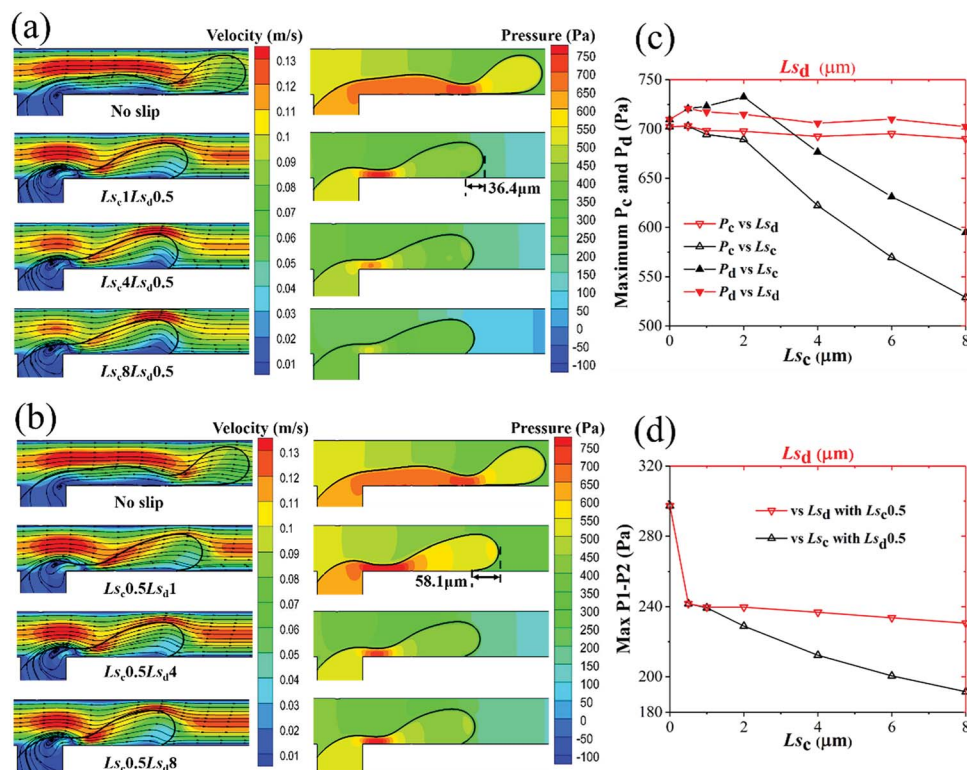 (a)
Velocity (m/s)
0.13
0.11
0.1
0.09
0.08
0.07
0.06
0.05
0.04
0.03
0.02
0.01
No slip
Lsc1Lsd0.5
Lsc4Lsd0.5
Lsc8Lsd0.5
Pressure (Pa)
750
700
650
600
550
500
450
400
350
300
250
200
150
100
50
0
-50
-100
36.4µm
(b)
Velocity (m/s)
0.13
0.11
0.1
0.09
0.08
0.07
0.06
0.05
0.04
0.03
0.02
0.01
No slip
Lsc0.5Lsd1
Lsc0.5Lsd4
Lsc0.5Lsd8
Pressure (Pa)
750
700
650
600
550
500
450
400
350
300
250
200
150
100
50
0
-50
-100
58.1µm
(c)
Lsd (µm)
Maximum Pc and Pd (Pa)
750
725
700
675
650
625
600
575
550
525
500
Pc vs Lsd
Pc vs Lsc
Pd vs Lsc
Pd vs Lsd
0 2 4 6 8
Lsc (µm)
(d)
Lsd (µm)
Max P1-P2 (Pa)
320
300
280
260
240
220
200
180
vs Lsd with Lsc0.5
vs Lsc with Lsd0.5
0 2 4 6 8
Lsc (µm)